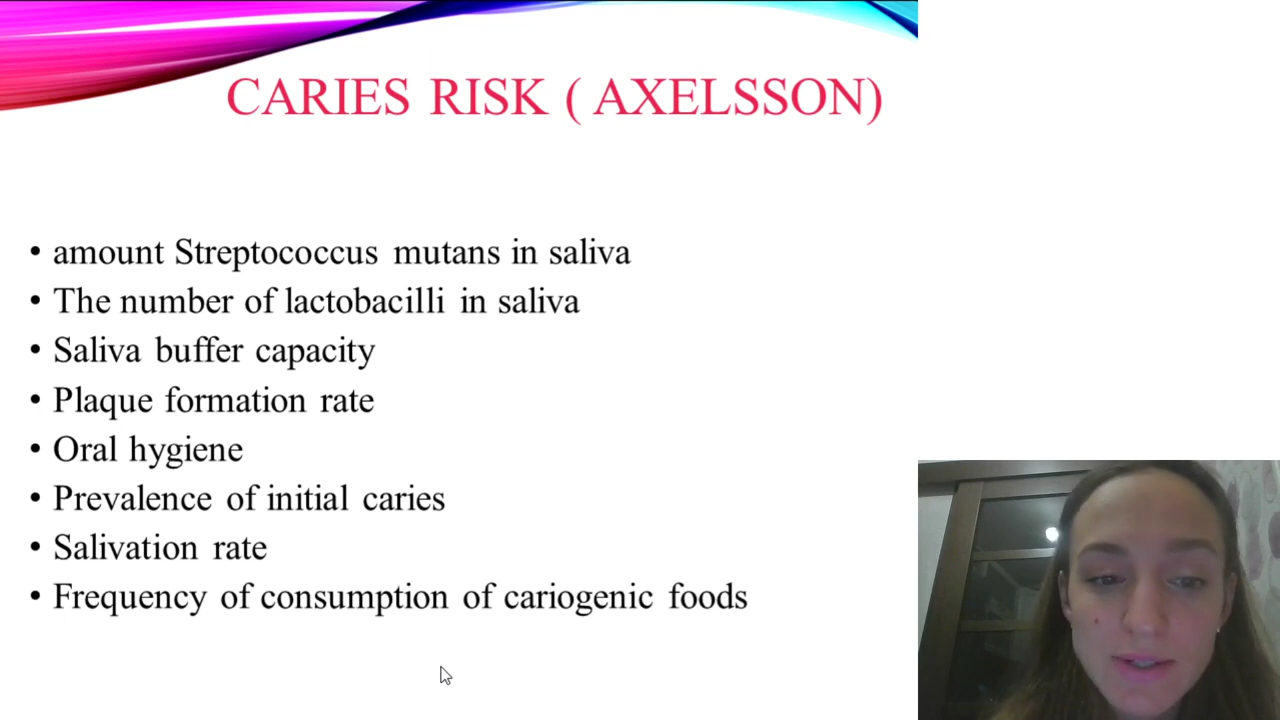 CARIES RISK ( AXELSSON)
• amount Streptococcus mutans in saliva
• The number of lactobacilli in saliva
• Saliva buffer capacity
• Plaque formation rate
• Oral hygiene
• Prevalence of initial caries
• Salivation rate
• Frequency of consumption of cariogenic foods